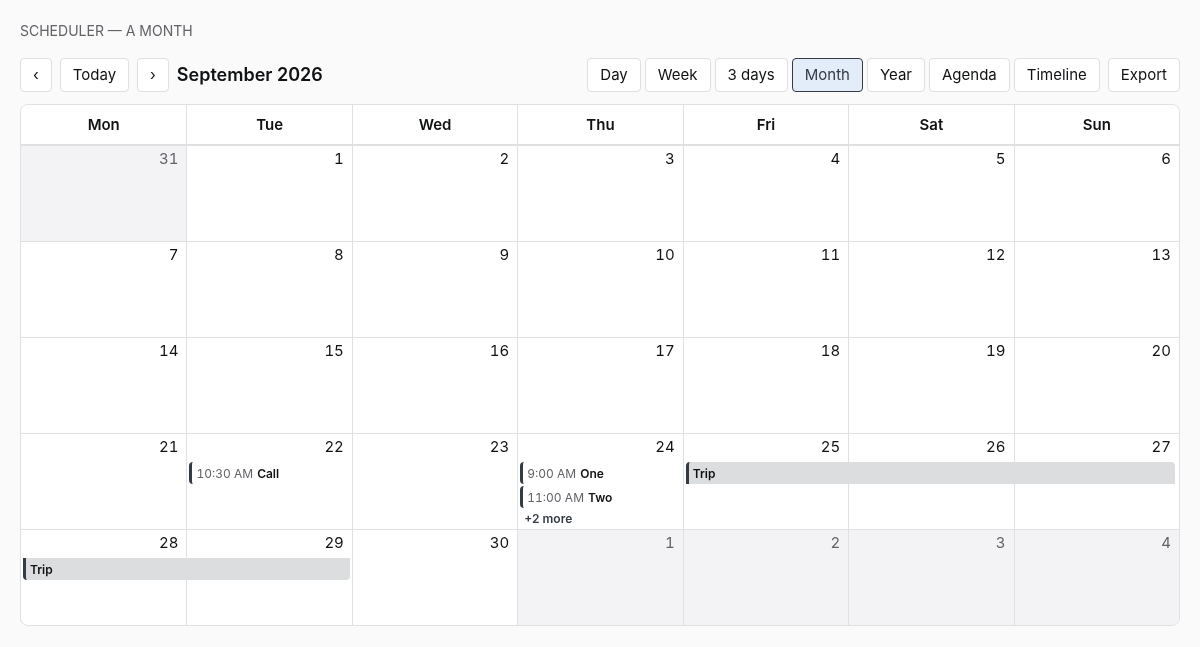 SCHEDULER — A MONTH
‹ Today › September 2026 Day Week 3 days Month Year Agenda Timeline Export
Mon Tue Wed Thu Fri Sat Sun
31 1 2 3 4 5 6
7 8 9 10 11 12 13
14 15 16 17 18 19 20
21 22 23 24 25 26 27
10:30 AM Call 9:00 AM One Trip
11:00 AM Two
+2 more
28 29 30 1 2 3 4
Trip